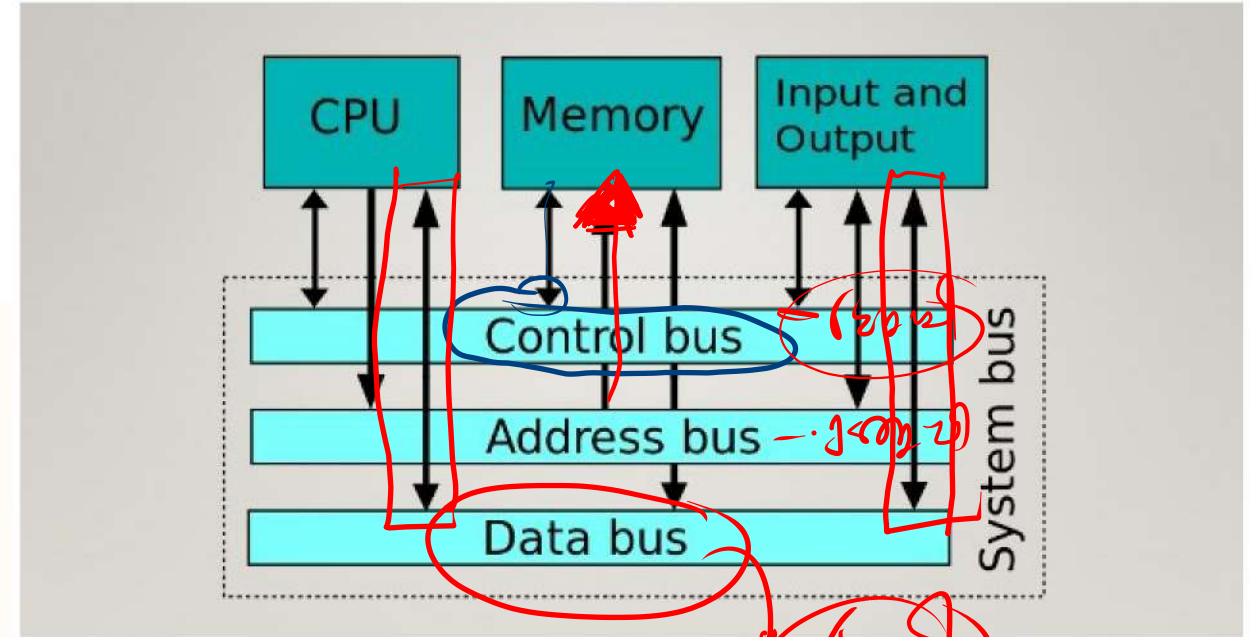 CPU
Memory
Input and
Output
Control bus
Address bus
Data bus
System bus